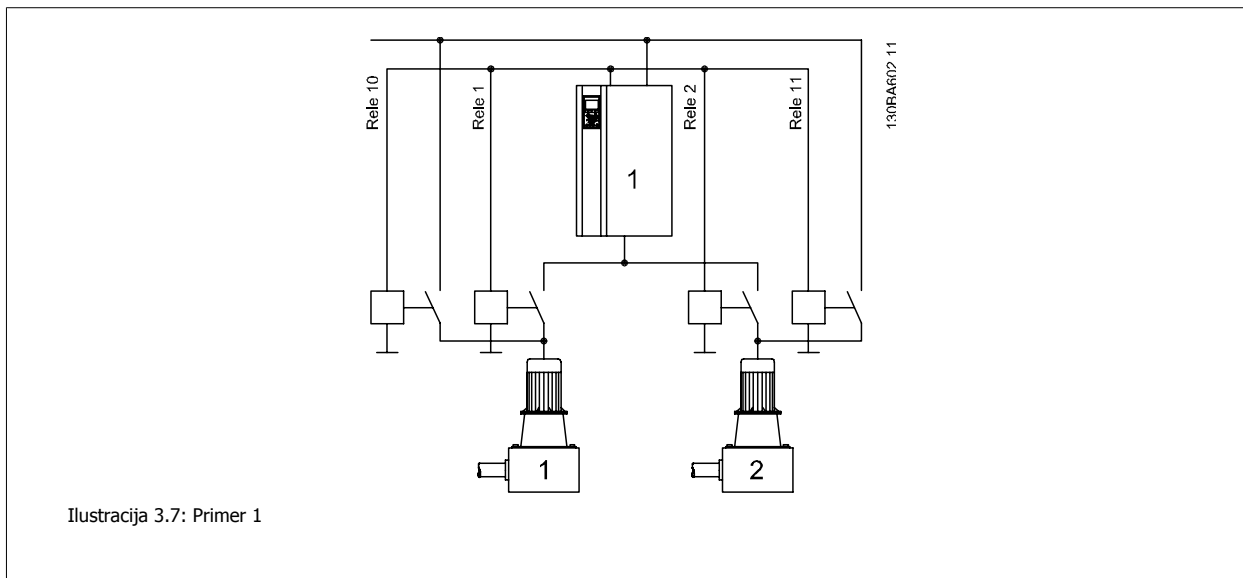 Rele 10
Rele 1
Rele 2
Rele 11
130BA602.11
1
1
2
Ilustracija 3.7: Primer 1